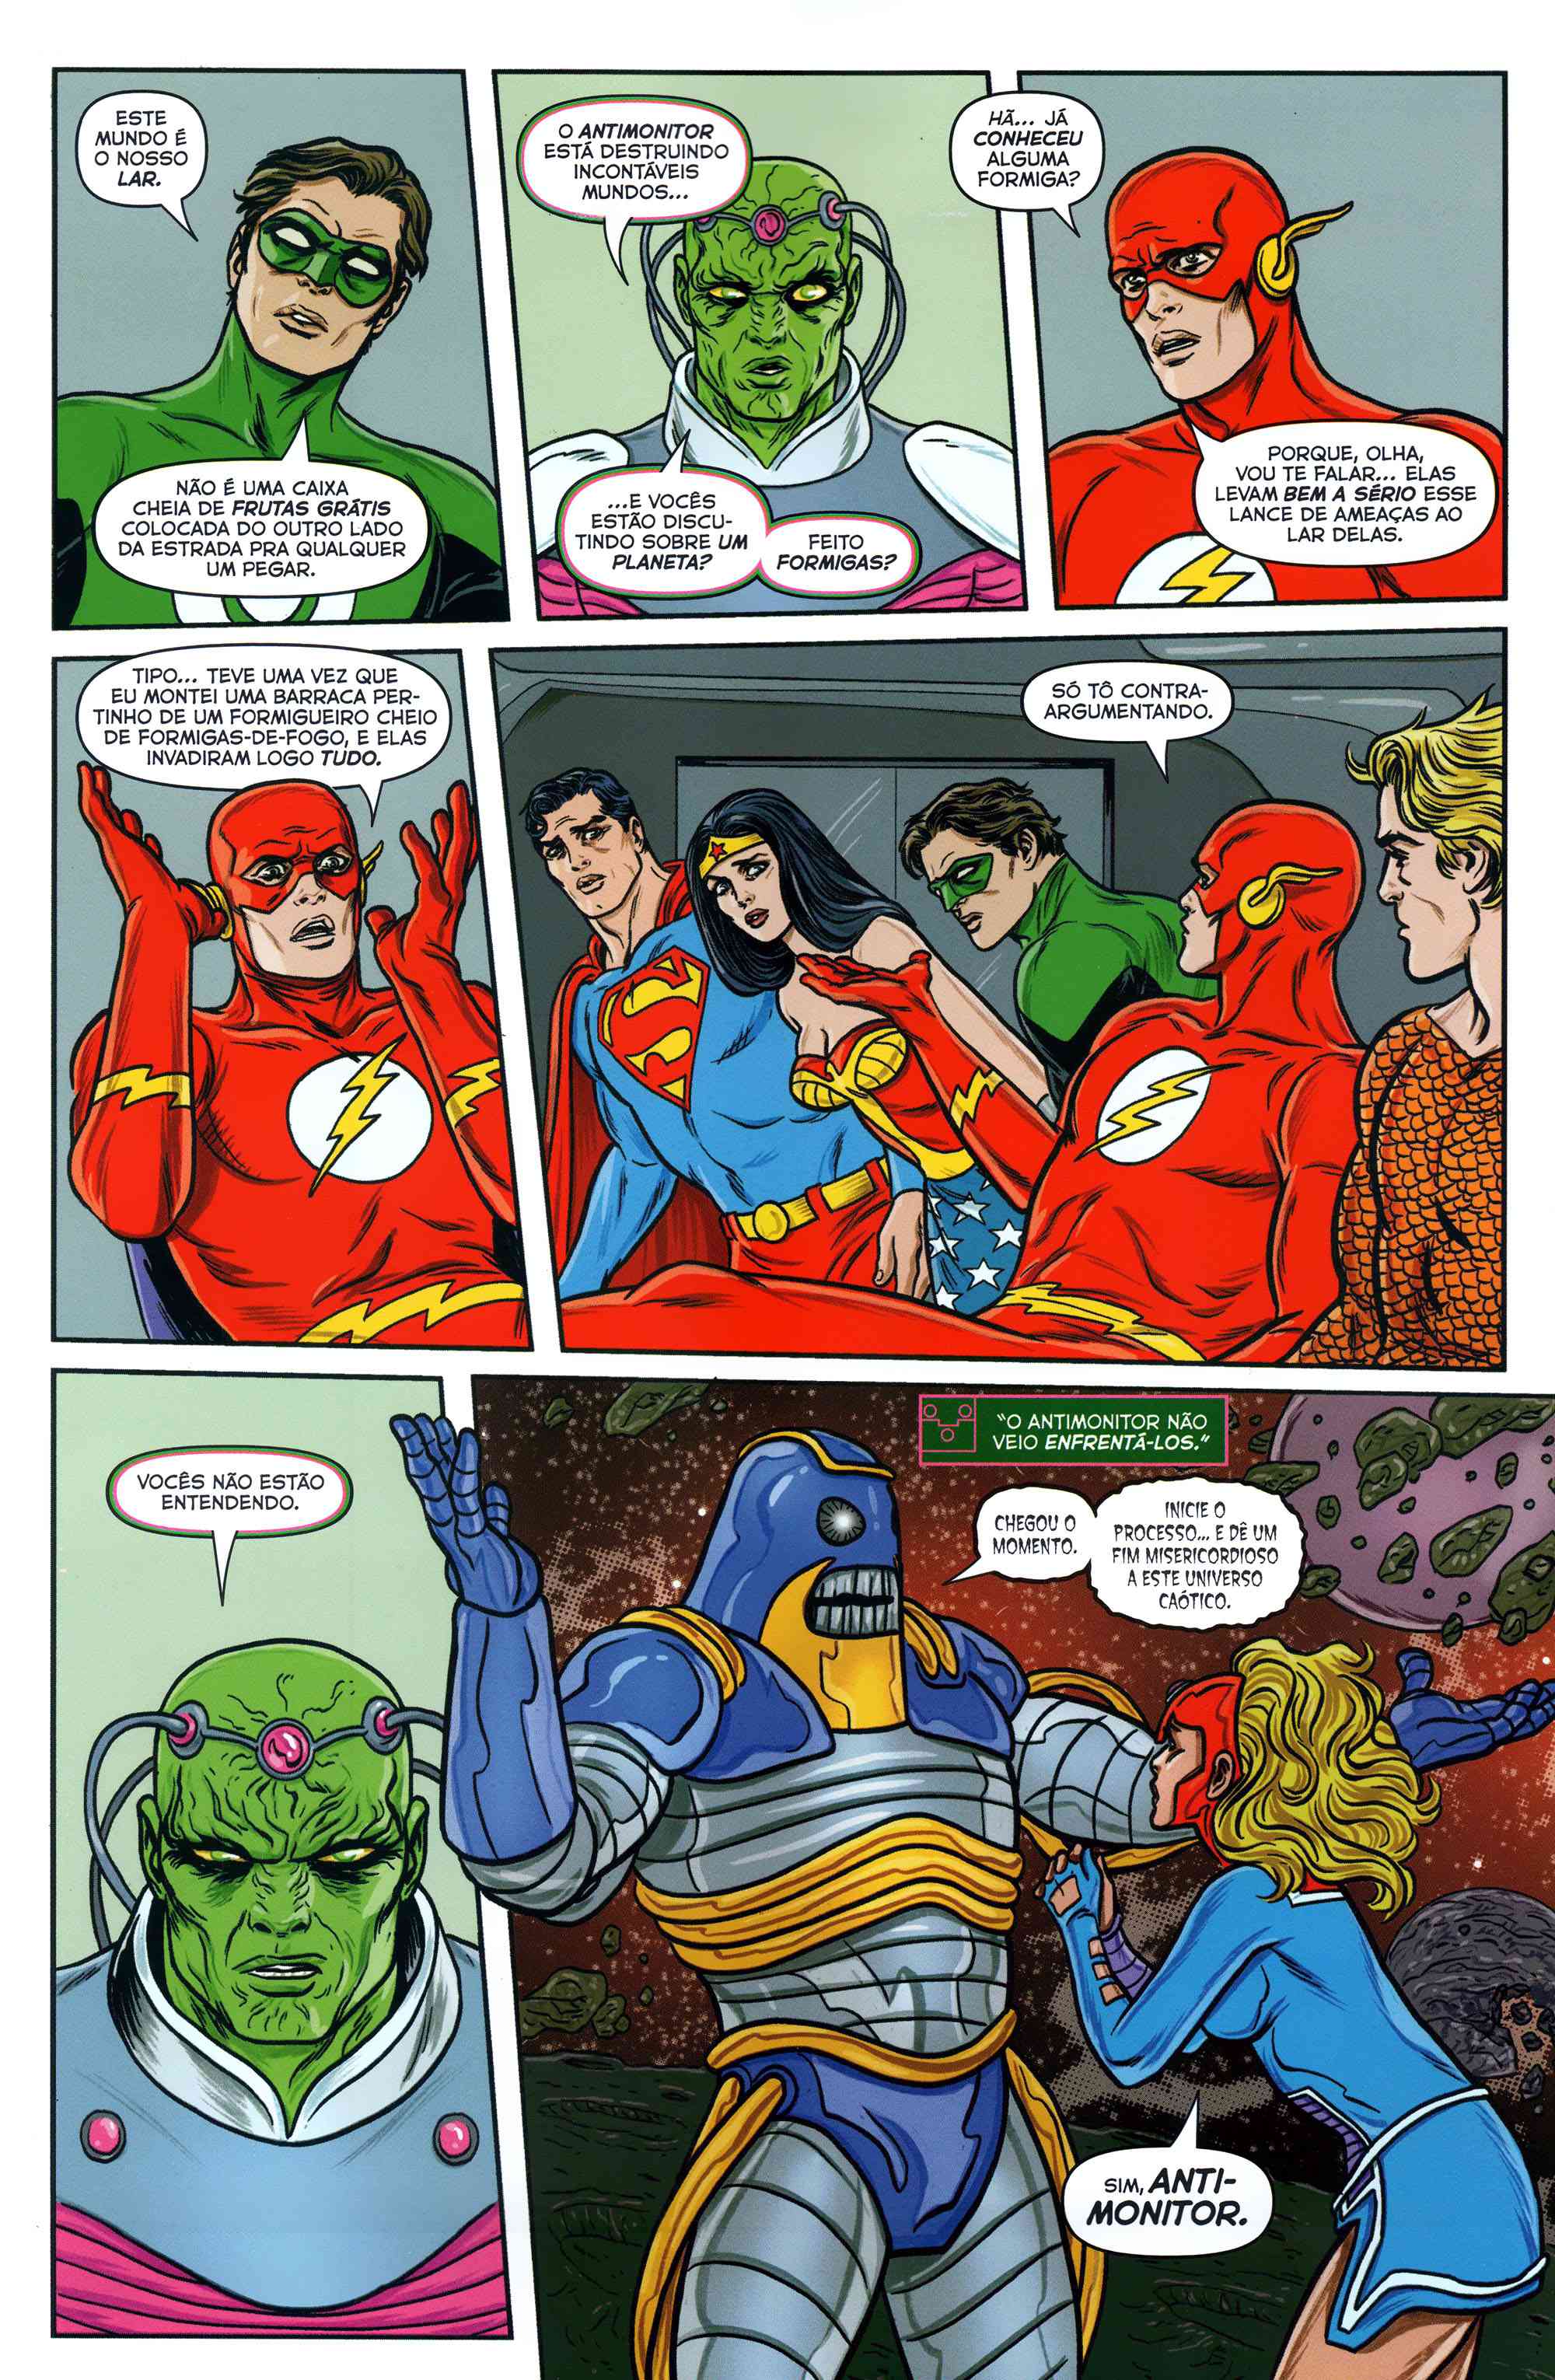 ESTE
MUNDO É
O NOSSO
LAR.
NÃO É UMA CAIXA
CHEIA DE FRUTAS GRÁTIS
COLOCADA DO OUTRO LADO
DA ESTRADA PRA QUALQUER
UM PEGAR.
O ANTIMONITOR
ESTÁ DESTRUINDO
INCONTÁVEIS
MUNDOS...
...E VOCÊS
ESTÃO DISCU-
TINDO SOBRE UM
PLANETA?
FEITO
FORMIGAS?
HÃ... JÁ
CONHECEU
ALGUMA
FORMIGA?
PORQUE, OLHA,
VOU TE FALAR... ELAS
LEVAM BEM A SÉRIO ESSE
LANCE DE AMEAÇAS AO
LAR DELAS.
TIPO... TEVE UMA VEZ QUE
EU MONTEI UMA BARRACA PER-
TINHO DE UM FORMIGUEIRO CHEIO
DE FORMIGAS-DE-FOGO, E ELAS
INVADIRAM LOGO TUDO.
SÓ TÔ CONTRA-
ARGUMENTANDO.
S
VOCÊS NÃO ESTÃO
ENTENDENDO.
"O ANTIMONITOR NÃO
VEIO ENFRENTÁ-LOS."
CHEGOU O
MOMENTO.
INICIE O
PROCESSO... E DÊ UM
FIM MISERICORDIOSO
A ESTE UNIVERSO
CAÓTICO.
SIM, ANTI-
MONITOR.